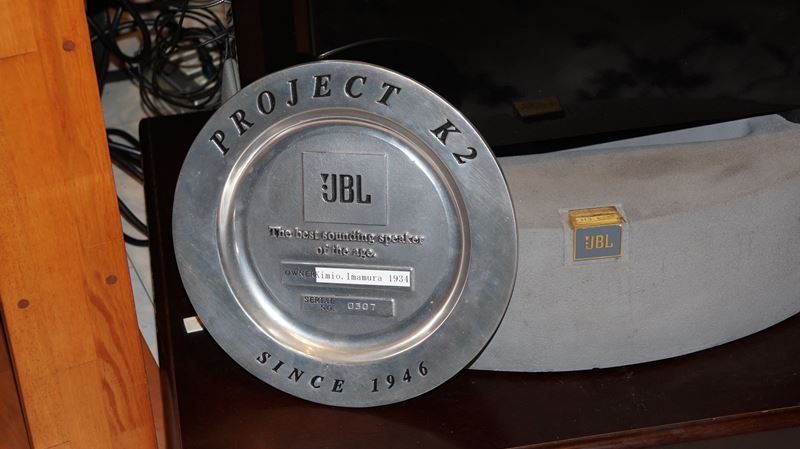 PROJECT K2
JBL
The best sounding speaker
of the age.
OWNER Kimio.Imamura 1934
SERIAL NO. 0307
SINCE 1946
JBL